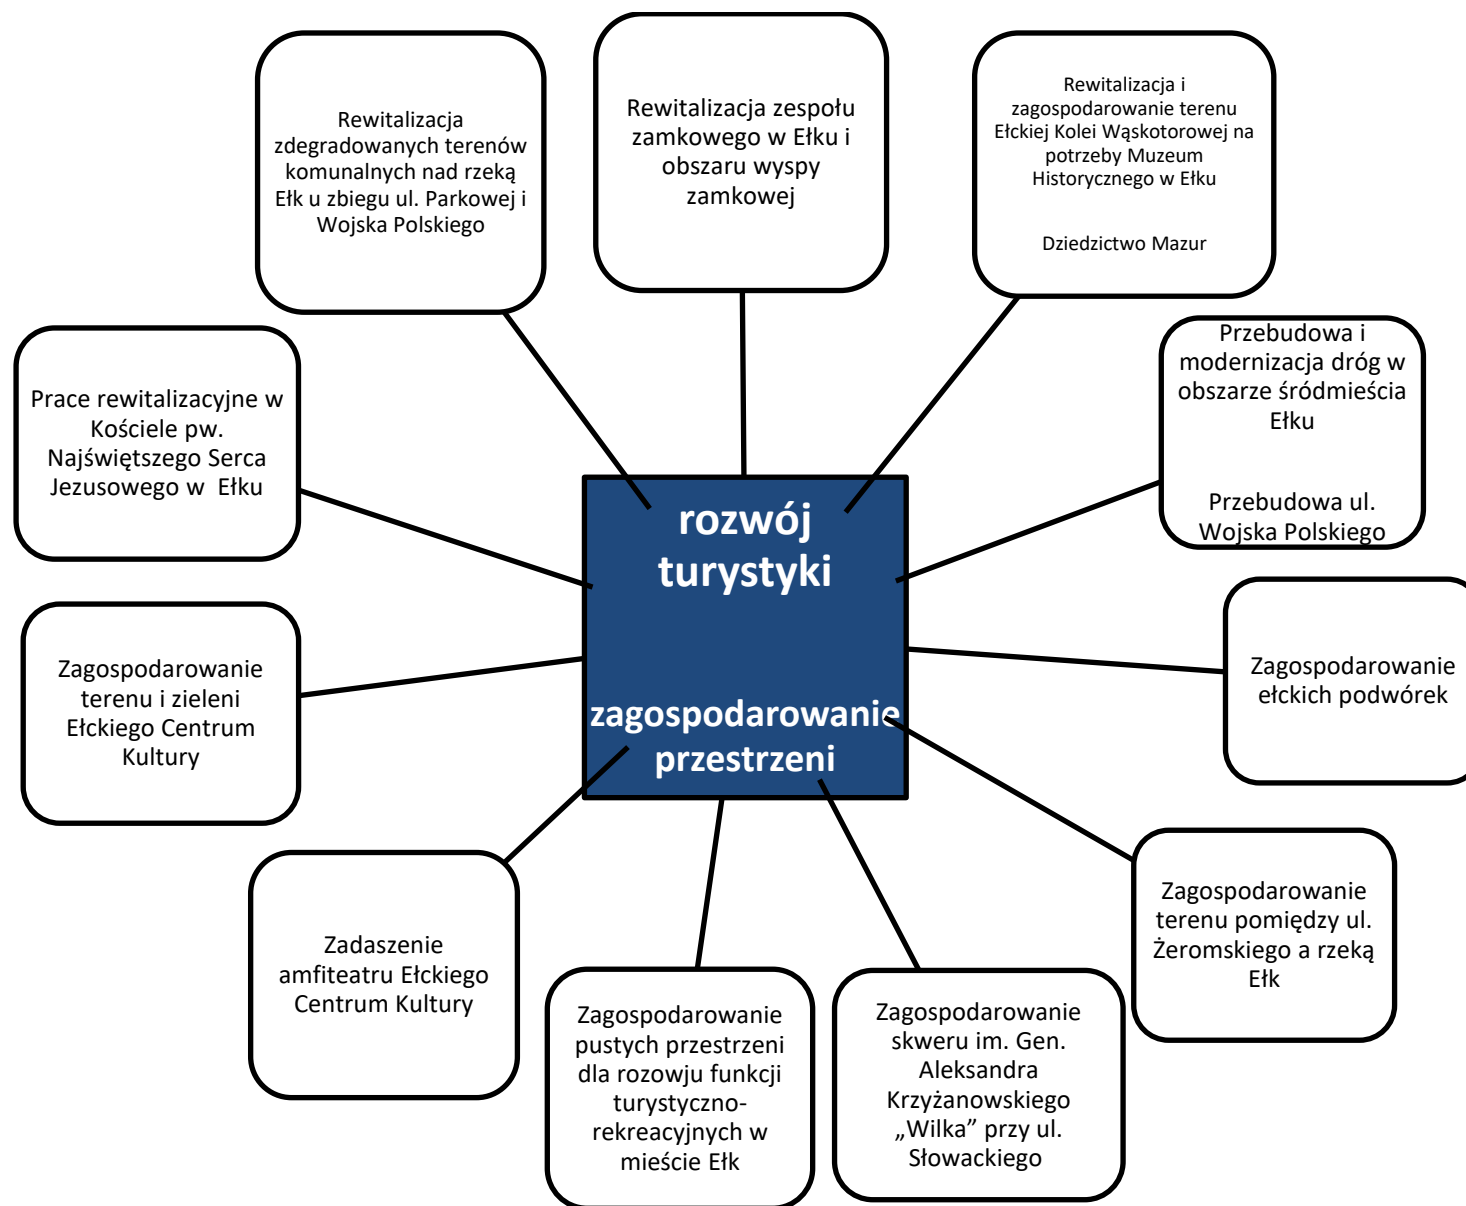 Rewitalizacja
zdegradowanych terenów
komunalnych nad rzeką
Ełk u zbiegu ul. Parkowej i
Wojska Polskiego
Rewitalizacja zespołu
zamkowego w Ełku i
obszaru wyspy
zamkowej
Rewitalizacja i
zagospodarowanie terenu
Ełckiej Kolei Wąskotorowej na
potrzeby Muzeum
Historycznego w Ełku
Dziedzictwo Mazur
Prace rewitalizacyjne w
Kościele pw.
Najświętszego Serca
Jezusowego w Ełku
Przebudowa i
modernizacja dróg w
obszarze śródmieścia
Ełku
Przebudowa ul.
Wojska Polskiego
rozwój
turystyki
zagospodarowanie
przestrzeni
Zagospodarowanie
terenu i zieleni
Ełckiego Centrum
Kultury
Zagospodarowanie
ełckich podwórek
Zadaszenie
amfiteatru Ełckiego
Centrum Kultury
Zagospodarowanie
pustych przestrzeni
dla rozowju funkcji
turystyczno-
rekreacyjnych w
mieście Ełk
Zagospodarowanie
skweru im. Gen.
Aleksandra
Krzyżanowskiego
„Wilka” przy ul.
Słowackiego
Zagospodarowanie
terenu pomiędzy ul.
Żeromskiego a rzeką
Ełk